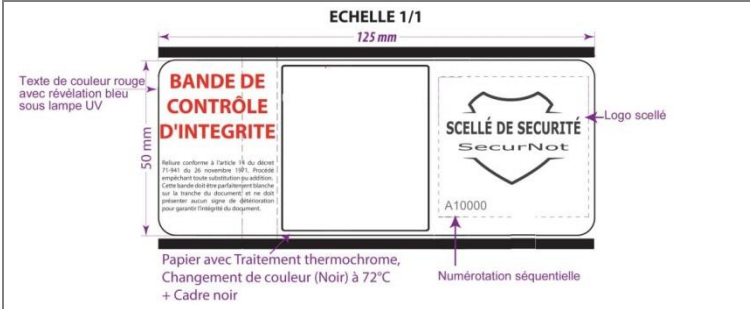 ECHELLE 1/1
125 mm
Texte de couleur rouge
avec révélation bleu
sous lampe UV
50 mm
BANDE DE
CONTRÔLE
D'INTEGRITE
Reliure conforme à l'article 14 du décret
71-941 du 26 novembre 1971, Procédé
empêchant toute substitution ou addition.
Cette bande doit être parfaitement blanche
sur la tranche du document, et ne doit
présenter aucun signe de détérioration
pour garantir l'intégrité du document.
SCELLÉ DE SECURITÉ
SecurNot
A10000
Logo scellé
Papier avec Traitement thermochrome,
Changement de couleur (Noir) à 72°C
+ Cadre noir
Numérotation séquentielle